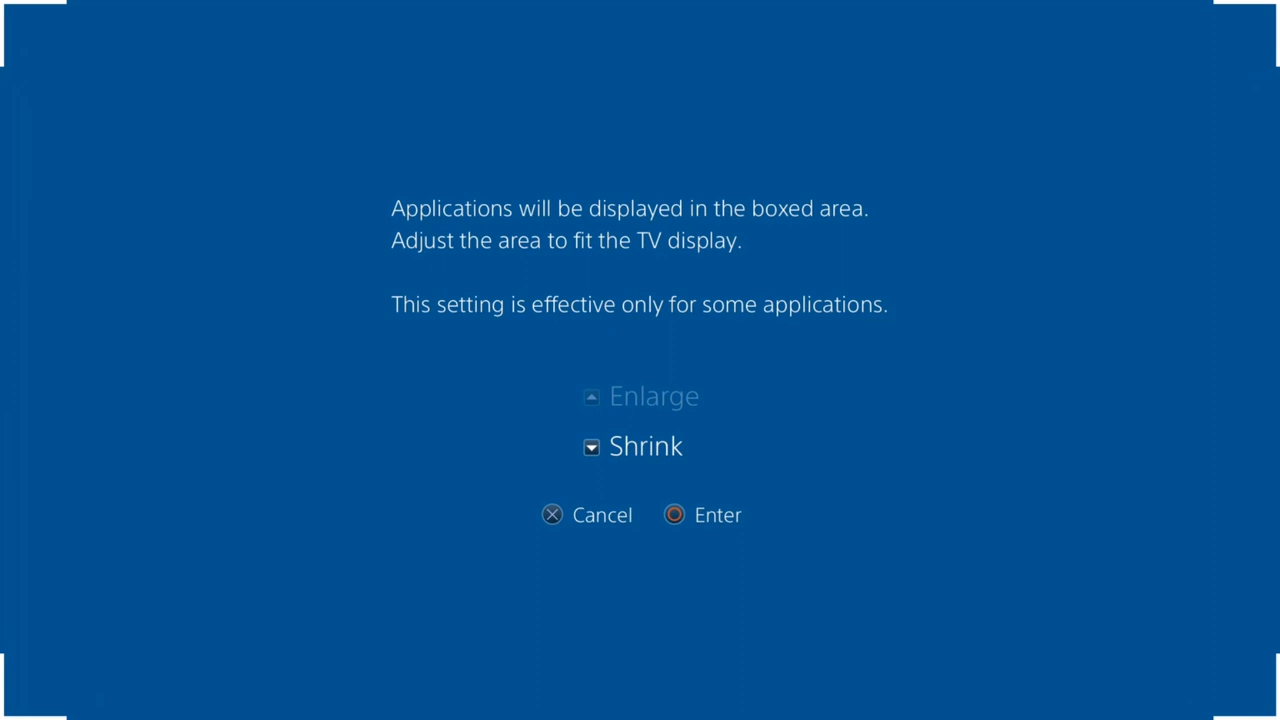 Applications will be displayed in the boxed area.
Adjust the area to fit the TV display.
This setting is effective only for some applications.
Enlarge
Shrink
Cancel Enter